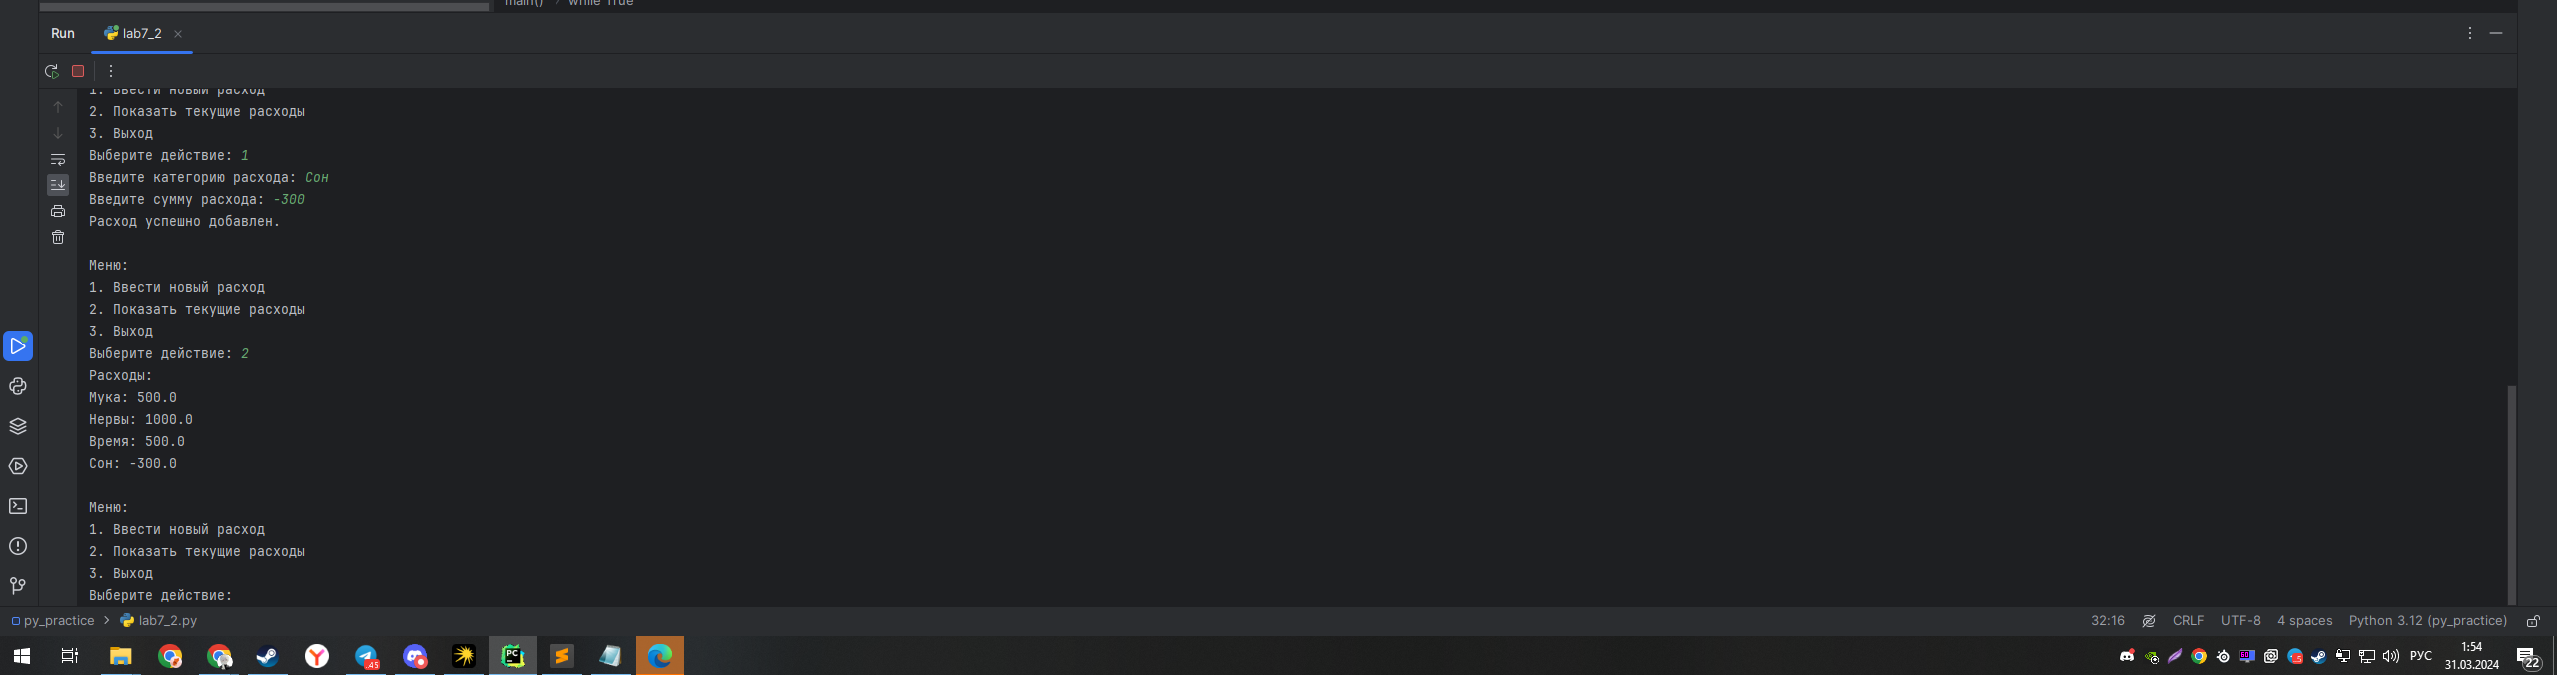 main() > while True
Run lab7_2 ×
1. Ввести новый расход
2. Показать текущие расходы
3. Выход
Выберите действие: 1
Введите категорию расхода: Сон
Введите сумму расхода: -300
Расход успешно добавлен.
Меню:
1. Ввести новый расход
2. Показать текущие расходы
3. Выход
Выберите действие: 2
Расходы:
Мука: 500.0
Нервы: 1000.0
Время: 500.0
Сон: -300.0
Меню:
1. Ввести новый расход
2. Показать текущие расходы
3. Выход
Выберите действие:
py_practice > lab7_2.py 32:16 CRLF UTF-8 4 spaces Python 3.12 (py_practice)
PC
РУС
1:54
31.03.2024
22